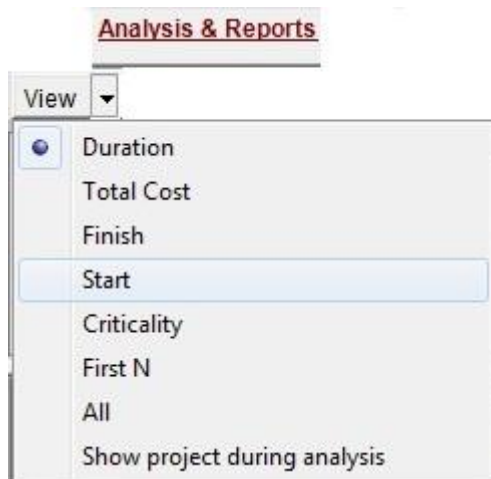 Analysis & Reports
View
Duration
Total Cost
Finish
Start
Criticality
First N
All
Show project during analysis